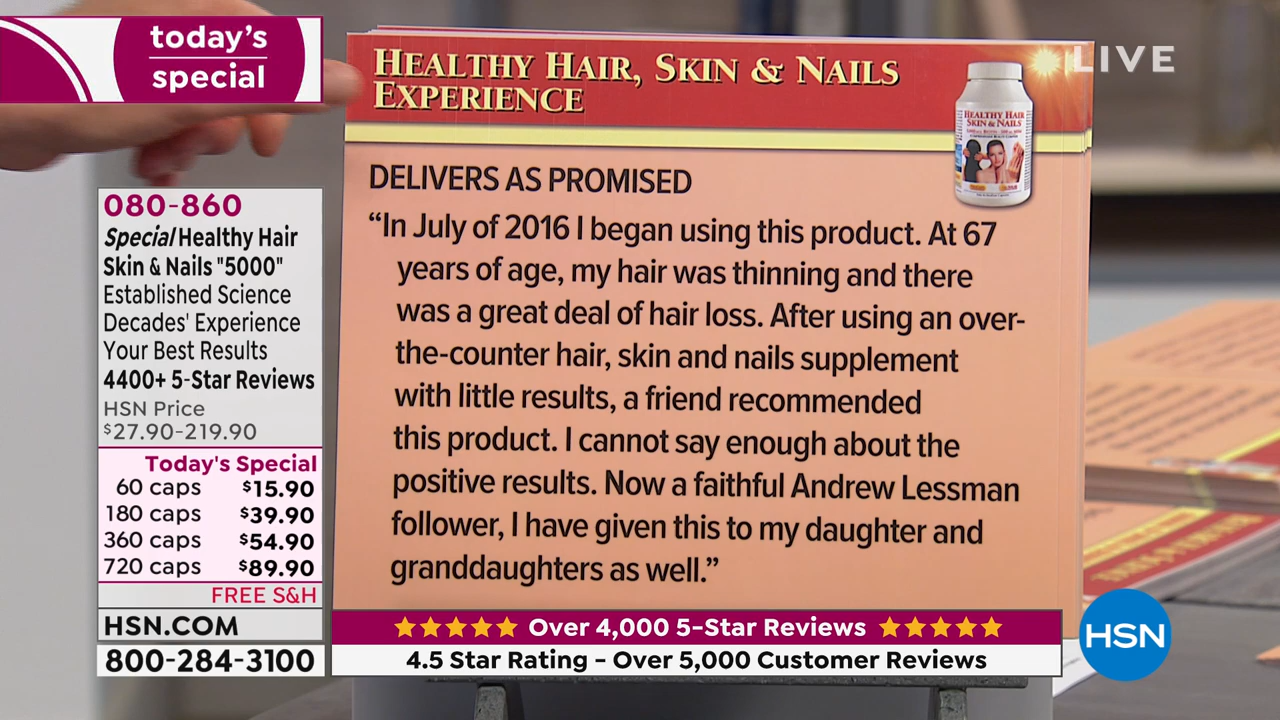 today's
special
LIVE
HEALTHY HAIR, SKIN & NAILS
EXPERIENCE
HEALTHY HAIR
SKIN & NAILS
DELIVERS AS PROMISED
“In July of 2016 I began using this product. At 67
years of age, my hair was thinning and there
was a great deal of hair loss. After using an over-
the-counter hair, skin and nails supplement
with little results, a friend recommended
this product. I cannot say enough about the
positive results. Now a faithful Andrew Lessman
follower, I have given this to my daughter and
granddaughters as well.”
080-860
Special Healthy Hair
Skin & Nails "5000"
Established Science
Decades' Experience
Your Best Results
4400+ 5-Star Reviews
HSN Price
$27.90-219.90
Today's Special
60 caps $15.90
180 caps $39.90
360 caps $54.90
720 caps $89.90
FREE S&H
HSN.COM
800-284-3100
Over 4,000 5-Star Reviews
4.5 Star Rating – Over 5,000 Customer Reviews
HSN